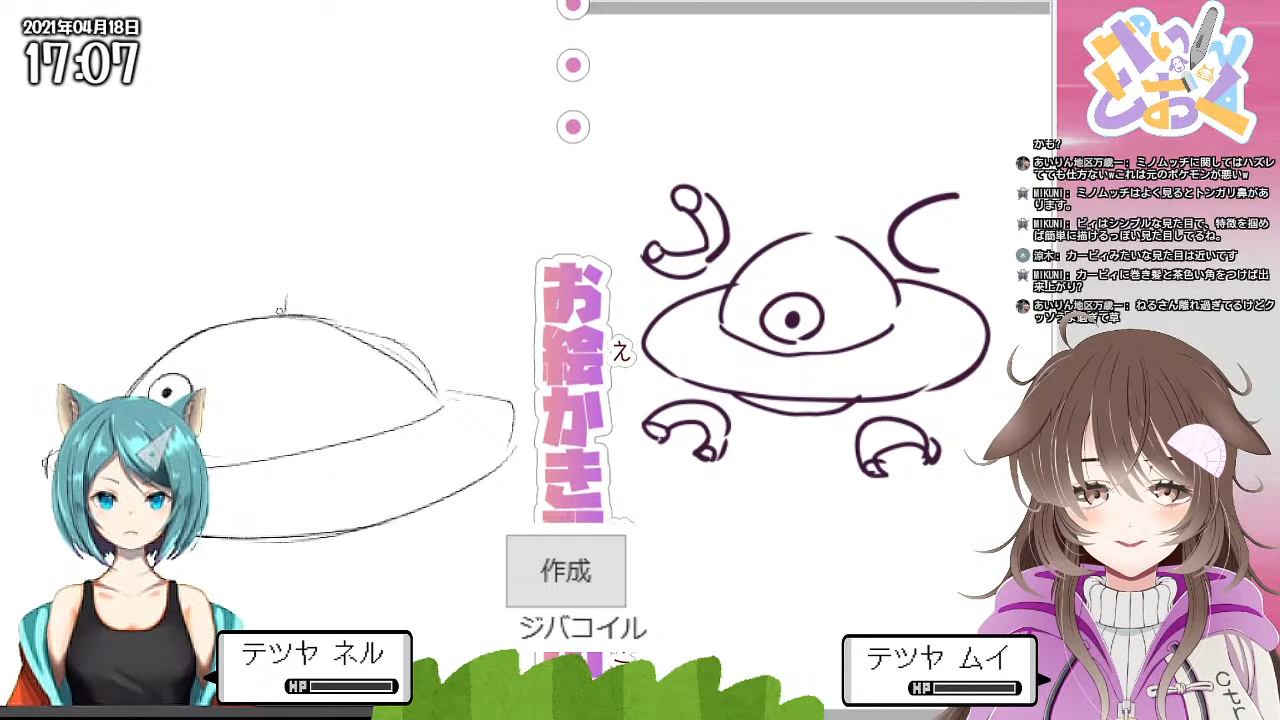 2021年04月18日
17:07
かも?
あいりん地区万歳一: ミノムッチに関してはハズレ
てても仕方ないwこれは元のポケモンが悪いw
MIKUNI: ミノムッチはよく見るとトンガリ鼻があ
ります。
MIKUNI: ピィはシンプルな見た目で、特徴を掴め
ば簡単に描けるっぽい見た目してるね。
涼木: カービィみたいな見た目は近いです
MIKUNI: カービィに巻き髪と茶色い角をつければ出
来上がり?
あいりん地区万歳一: ねるさん離れ過ぎてるけどク
お絵かき
え
作成
ジバコイル
テツヤ ネル
HP
テツヤ ムイ
HP